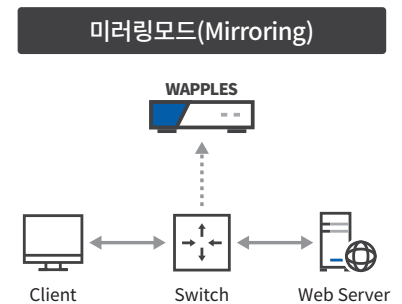 미러링모드(Mirroring)
WAPPLES
Client
Switch
Web Server